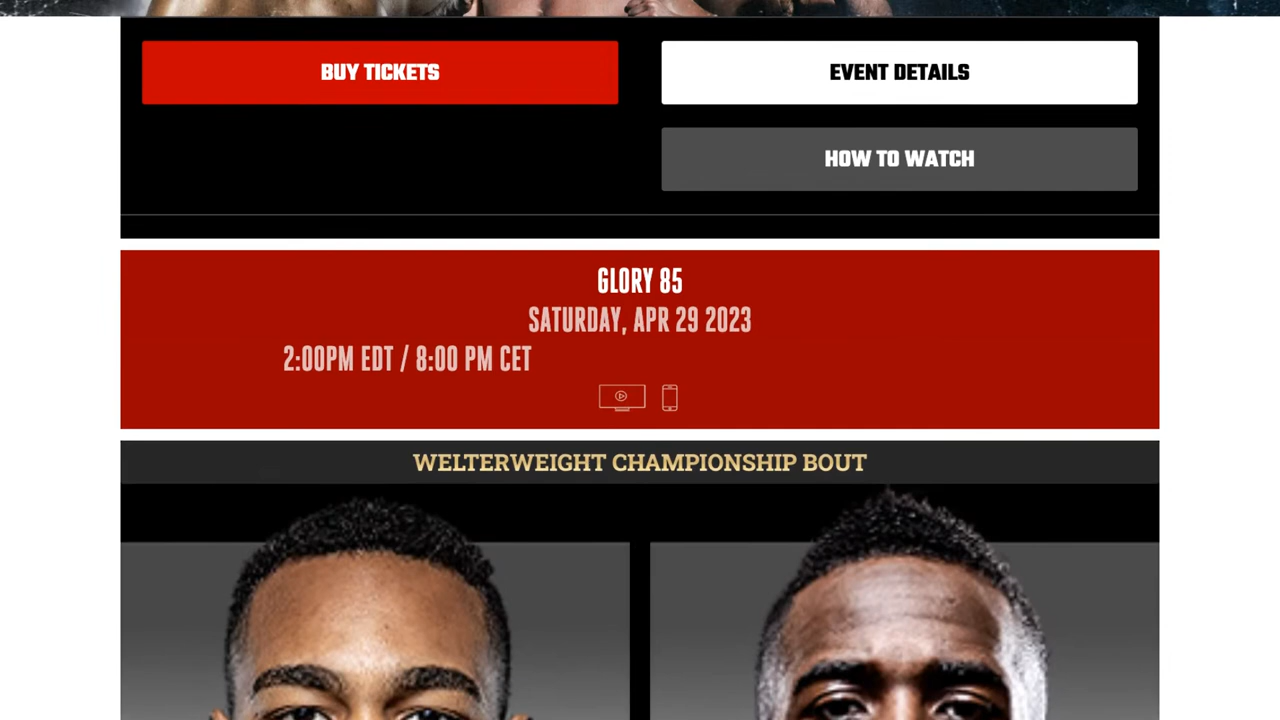 BUY TICKETS
EVENT DETAILS
HOW TO WATCH
GLORY 85
SATURDAY, APR 29 2023
2:00PM EDT / 8:00 PM CET
WELTERWEIGHT CHAMPIONSHIP BOUT